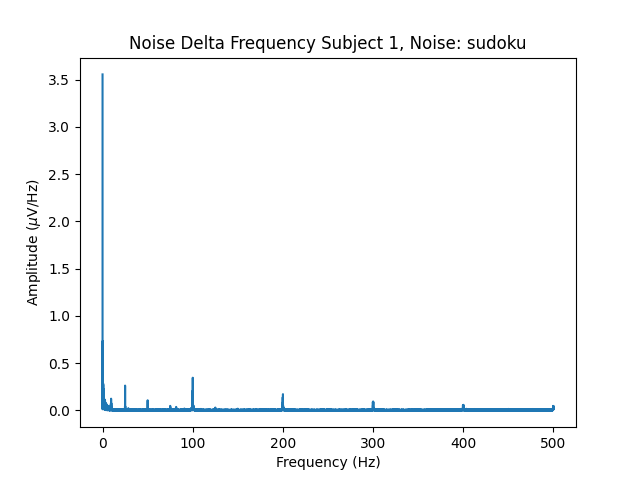 Noise Delta Frequency Subject 1, Noise: sudoku
3.5
3.0
2.5
2.0
1.5
1.0
0.5
0.0
Amplitude (μV/Hz)
0 100 200 300 400 500
Frequency (Hz)